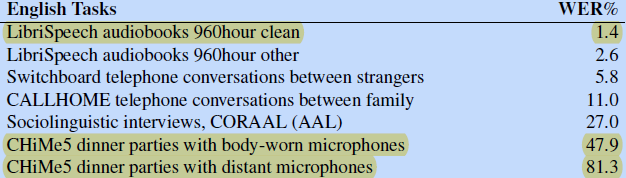 English Tasks WER%
LibriSpeech audiobooks 960hour clean 1.4
LibriSpeech audiobooks 960hour other 2.6
Switchboard telephone conversations between strangers 5.8
CALLHOME telephone conversations between family 11.0
Sociolinguistic interviews, CORAAL (AAL) 27.0
CHiMe5 dinner parties with body-worn microphones 47.9
CHiMe5 dinner parties with distant microphones 81.3